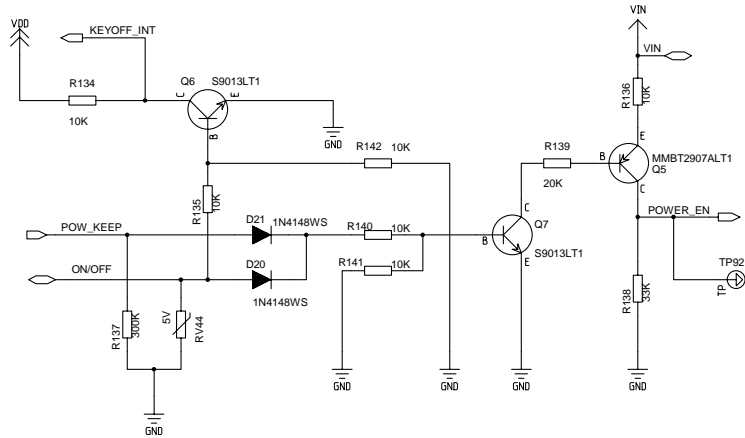 VDD
KEYOFF_INT
R134
10K
C
Q6
S9013LT1
E
B
GND
R142
10K
R135
10K
POW_KEEP
D21
1N4148WS
ON/OFF
D20
1N4148WS
R140
10K
R141
10K
R137
300K
5V
RV44
GND
GND
GND
B
C
Q7
E
S9013LT1
GND
R139
20K
VIN
VIN
R136
10K
E
B
MMBT2907ALT1
Q5
C
POWER_EN
R138
33K
TP92
TP
GND